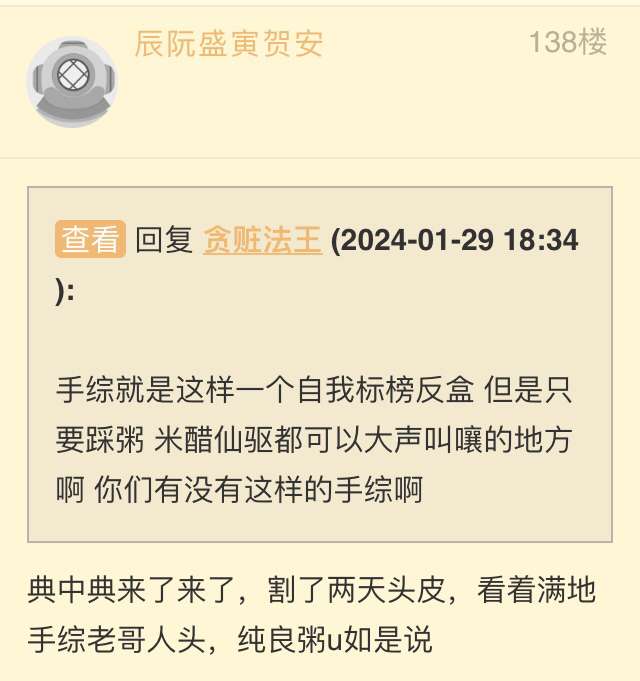 辰阮盛寅贺安
138楼
查看 回复 贪赃法王 (2024-01-29 18:34
):
手综就是这样一个自我标榜反盒 但是只
要踩粥 米醋仙驱都可以大声叫嚷的地方
啊 你们有没有这样的手综啊
典中典来了来了，割了两天头皮，看着满地
手综老哥人头，纯良粥u如是说